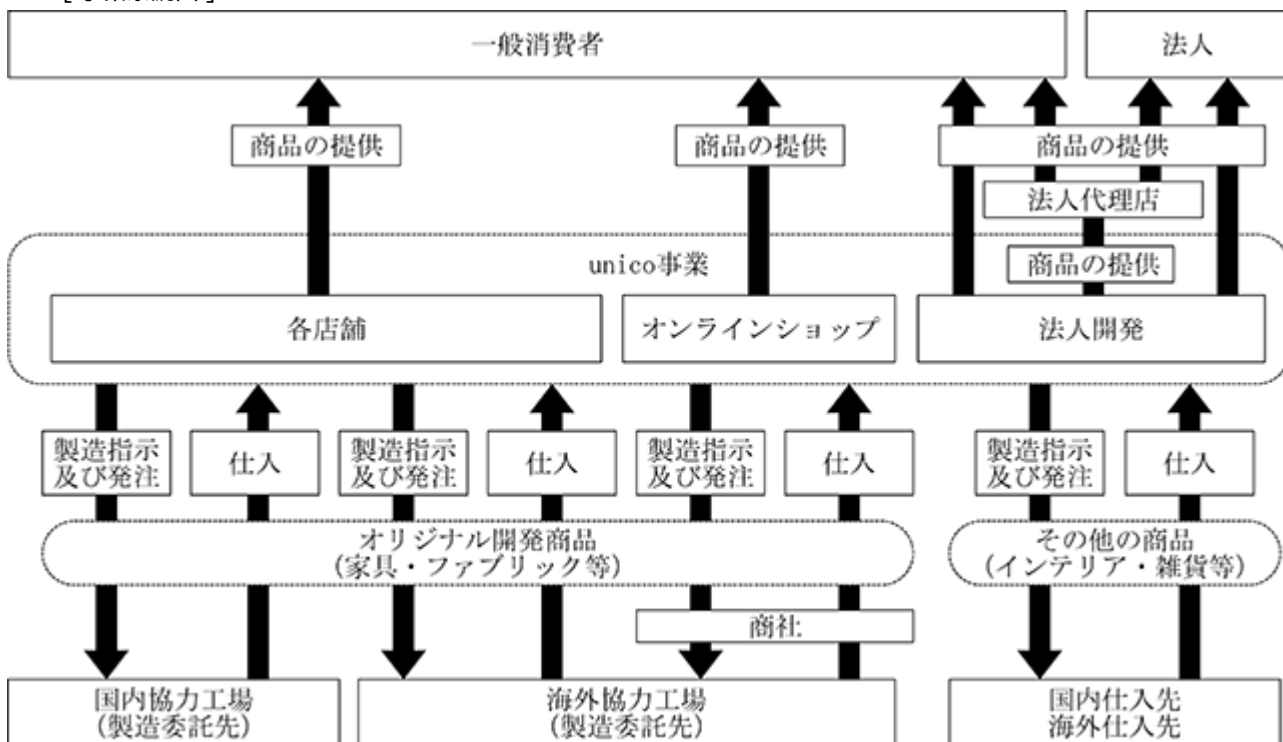 一般消費者
法人
商品の提供
商品の提供
商品の提供
法人代理店
unico事業
商品の提供
各店舗
オンラインショップ
法人開発
製造指示
及び発注
仕入
製造指示
及び発注
仕入
製造指示
及び発注
仕入
製造指示
及び発注
仕入
オリジナル開発商品
(家具・ファブリック等)
その他の商品
(インテリア・雑貨等)
商社
国内協力工場
(製造委託先)
海外協力工場
(製造委託先)
国内仕入先
海外仕入先